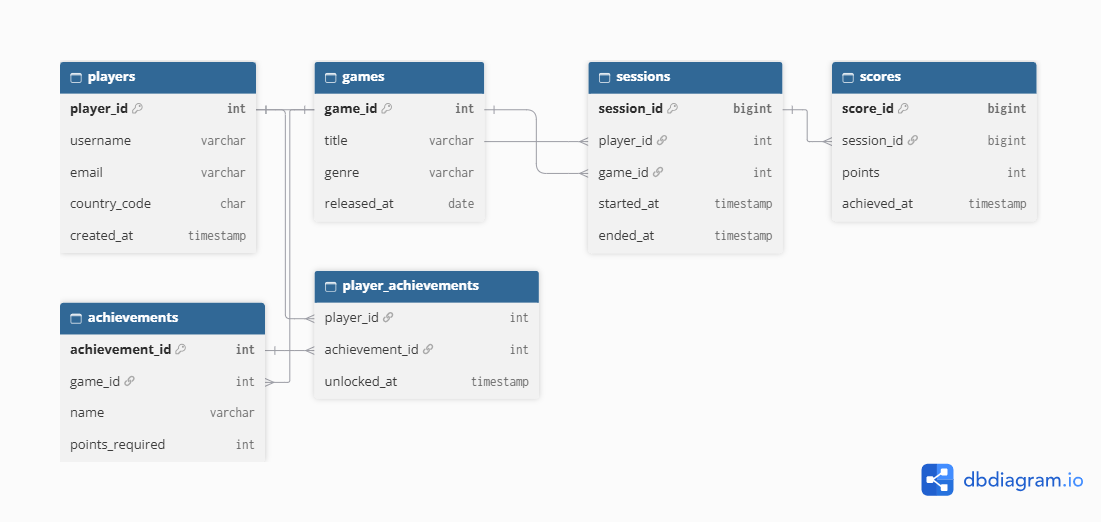 players
player_id int
username varchar
email varchar
country_code char
created_at timestamp
games
game_id int
title varchar
genre varchar
released_at date
sessions
session_id bigint
player_id int
game_id int
started_at timestamp
ended_at timestamp
scores
score_id bigint
session_id bigint
points int
achieved_at timestamp
achievements
achievement_id int
game_id int
name varchar
points_required int
player_achievements
player_id int
achievement_id int
unlocked_at timestamp
dbdiagram.io